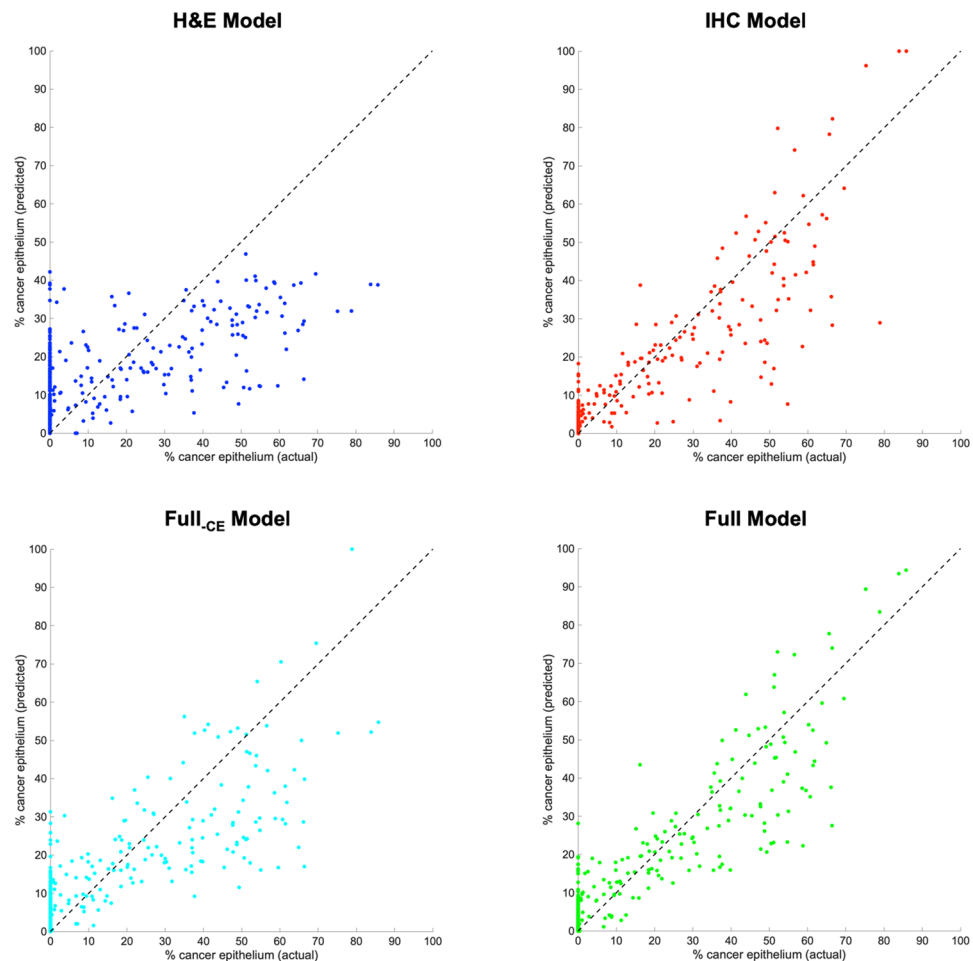 H&E Model
IHC Model
100
90
80
70
60
50
40
30
20
10
0
% cancer epithelium (predicted)
0 10 20 30 40 50 60 70 80 90 100
% cancer epithelium (actual)
100
90
80
70
60
50
40
30
20
10
0
% cancer epithelium (predicted)
0 10 20 30 40 50 60 70 80 90 100
% cancer epithelium (actual)
Full-CE Model
Full Model
100
90
80
70
60
50
40
30
20
10
0
% cancer epithelium (predicted)
0 10 20 30 40 50 60 70 80 90 100
% cancer epithelium (actual)
100
90
80
70
60
50
40
30
20
10
0
% cancer epithelium (predicted)
0 10 20 30 40 50 60 70 80 90 100
% cancer epithelium (actual)